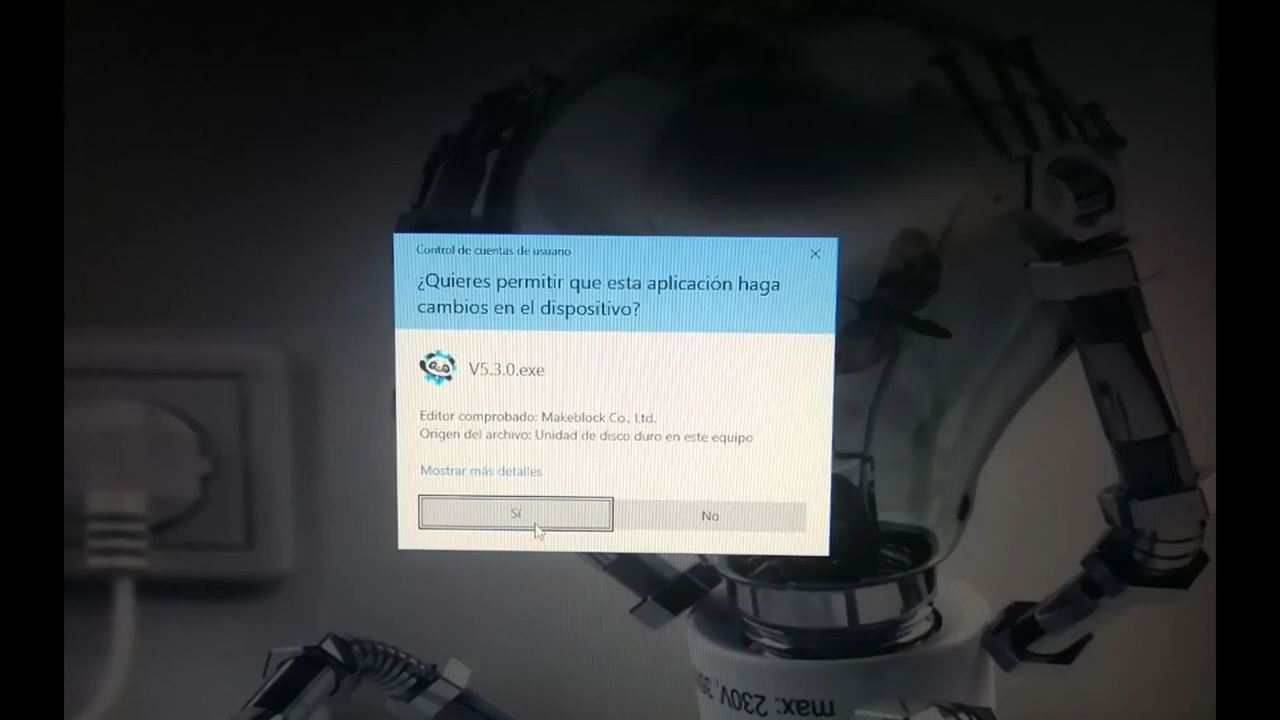 Control de cuentas de usuario
¿Quieres permitir que esta aplicación haga
cambios en el dispositivo?
V5.3.0.exe
Editor comprobado: Makeblock Co., Ltd.
Origen del archivo: Unidad de disco duro en este equipo
Mostrar más detalles
Sí
No
max: 230V,